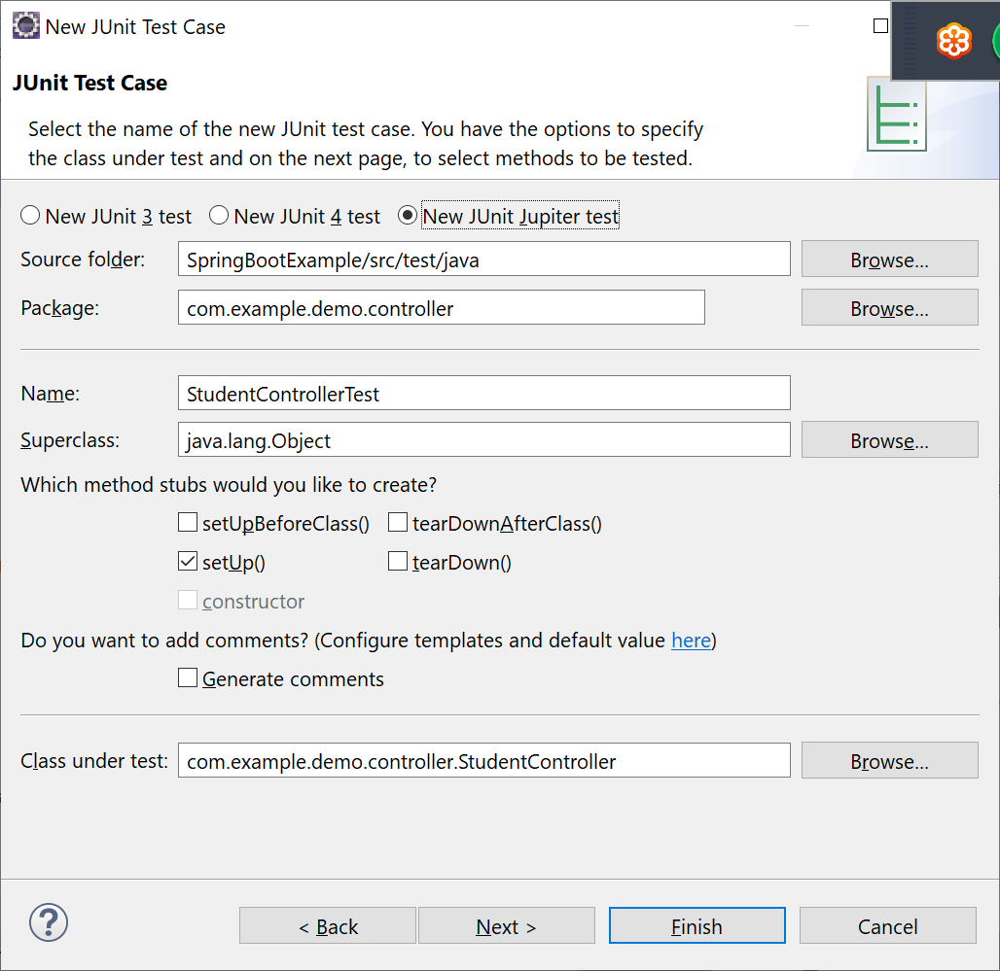 New JUnit Test Case
JUnit Test Case
Select the name of the new JUnit test case. You have the options to specify
the class under test and on the next page, to select methods to be tested.
New JUnit 3 test New JUnit 4 test New JUnit Jupiter test
Source folder: SpringBootExample/src/test/java Browse...
Package: com.example.demo.controller Browse...
Name: StudentControllerTest
Superclass: java.lang.Object Browse...
Which method stubs would you like to create?
setUpBeforeClass() tearDownAfterClass()
setUp() tearDown()
constructor
Do you want to add comments? (Configure templates and default value here)
Generate comments
Class under test: com.example.demo.controller.StudentController Browse...
? < Back Next > Finish Cancel